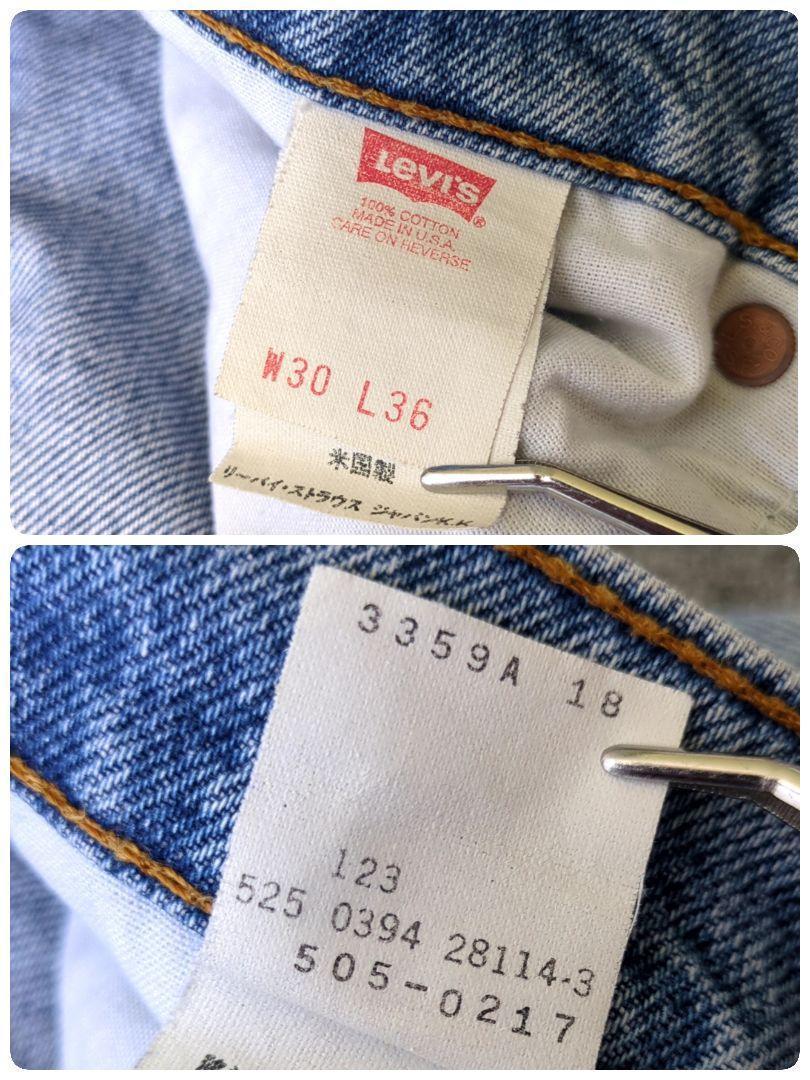 Levi's®
100% COTTON
MADE IN U.S.A.
CARE ON REVERSE
W30 L36
米国製
リーバイ・ストラウス ジャパンK.K
3359A 18
123
525 0394 28114-3
505-0217